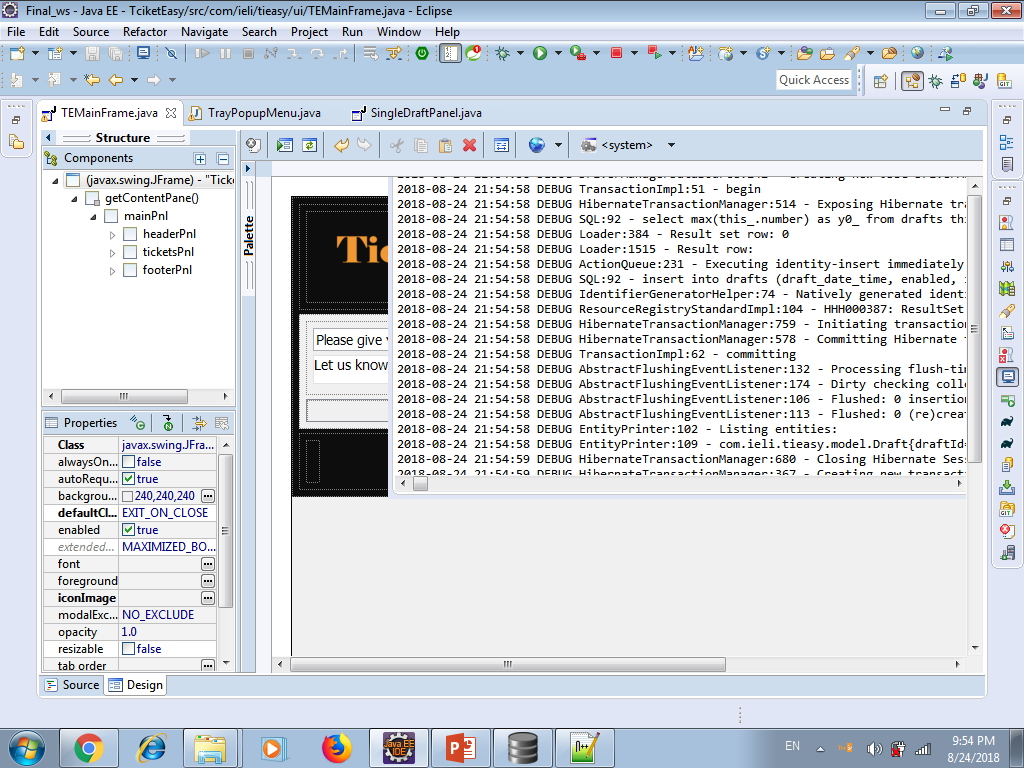 Final_ws - Java EE - TciketEasy/src/com/ieli/tieasy/ui/TEMainFrame.java - Eclipse
File Edit Source Refactor Navigate Search Project Run Window Help
Quick Access
TEMainFrame.java TrayPopupMenu.java SingleDraftPanel.java
Structure
Components
(javax.swing.JFrame) - "Ticke
getContentPane()
mainPnl
headerPnl
ticketsPnl
footerPnl
Properties
Class javax.swing.JFra...
alwaysOn... false
autoRequ... true
backgrou... 240,240,240
defaultCl... EXIT_ON_CLOSE
enabled true
extended... MAXIMIZED_BO...
font
foreground
iconImage
modalExc... NO_EXCLUDE
opacity 1.0
resizable false
tab order
Source Design
<system>
Palette
Tic
Please give
Let us know
2018-08-24 21:54:58 DEBUG TransactionImpl:51 - begin
2018-08-24 21:54:58 DEBUG HibernateTransactionManager:514 - Exposing Hibernate tra
2018-08-24 21:54:58 DEBUG SQL:92 - select max(this_.number) as y0_ from drafts thi
2018-08-24 21:54:58 DEBUG Loader:384 - Result set row: 0
2018-08-24 21:54:58 DEBUG Loader:1515 - Result row:
2018-08-24 21:54:58 DEBUG ActionQueue:231 - Executing identity-insert immediately
2018-08-24 21:54:58 DEBUG SQL:92 - insert into drafts (draft_date_time, enabled,
2018-08-24 21:54:58 DEBUG IdentifierGeneratorHelper:74 - Natively generated identi
2018-08-24 21:54:58 DEBUG ResourceRegistryStandardImpl:104 - HHH000387: ResultSet
2018-08-24 21:54:58 DEBUG HibernateTransactionManager:759 - Initiating transaction
2018-08-24 21:54:58 DEBUG HibernateTransactionManager:578 - Committing Hibernate
2018-08-24 21:54:58 DEBUG TransactionImpl:62 - committing
2018-08-24 21:54:58 DEBUG AbstractFlushingEventListener:132 - Processing flush-tim
2018-08-24 21:54:58 DEBUG AbstractFlushingEventListener:174 - Dirty checking colle
2018-08-24 21:54:58 DEBUG AbstractFlushingEventListener:106 - Flushed: 0 insertion
2018-08-24 21:54:58 DEBUG AbstractFlushingEventListener:113 - Flushed: 0 (re)creat
2018-08-24 21:54:58 DEBUG EntityPrinter:102 - Listing entities:
2018-08-24 21:54:58 DEBUG EntityPrinter:109 - com.ieli.tieasy.model.Draft{draftId=
2018-08-24 21:54:59 DEBUG HibernateTransactionManager:680 - Closing Hibernate Sess
2018-08-24 21:54:59 DEBUG HibernateTransactionManager:367 - Creating new transact
Java EE
IDE
EN
9:54 PM
8/24/2018